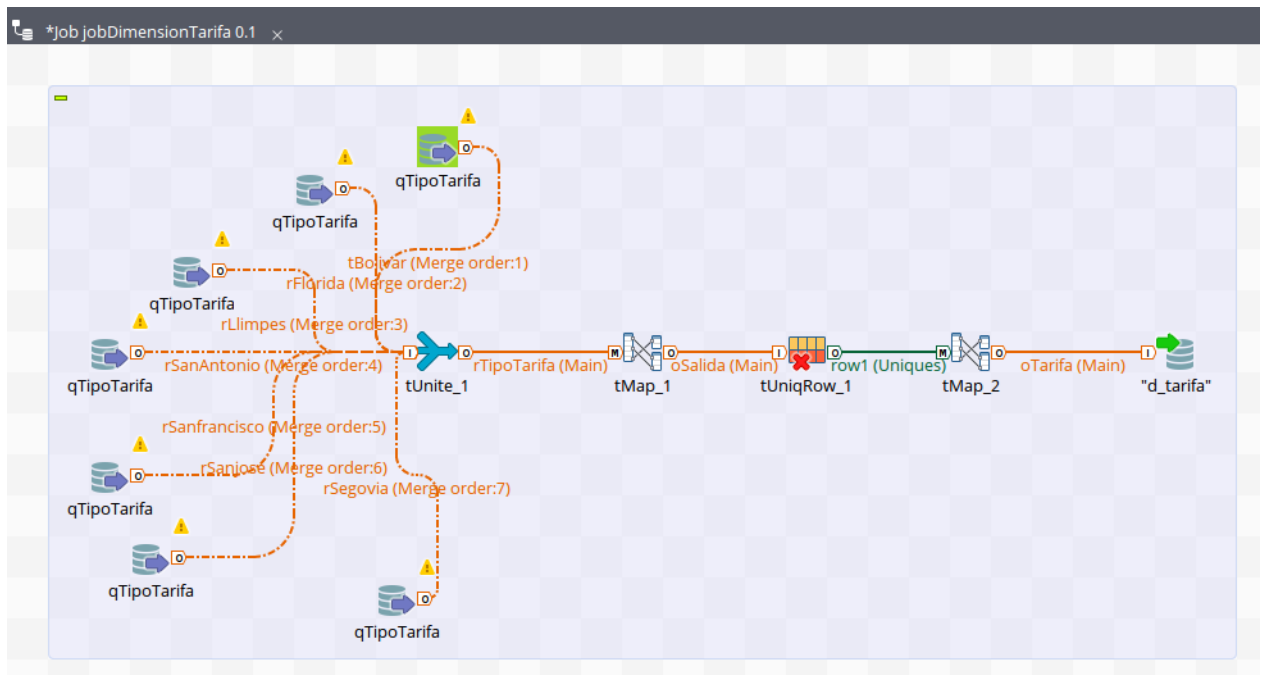 *Job jobDimensionTarifa 0.1
qTipoTarifa
qTipoTarifa
tBolivar (Merge order:1)
rFlorida (Merge order:2)
qTipoTarifa
rLlimpes (Merge order:3)
qTipoTarifa
rSanAntonio (Merge order:4)
tUnite_1
rTipoTarifa (Main)
tMap_1
oSalida (Main)
tUniqRow_1
row1 (Uniques)
tMap_2
oTarifa (Main)
"d_tarifa"
rSanfrancisco (Merge order:5)
rSanjose (Merge order:6)
rSegovia (Merge order:7)
qTipoTarifa
qTipoTarifa
qTipoTarifa